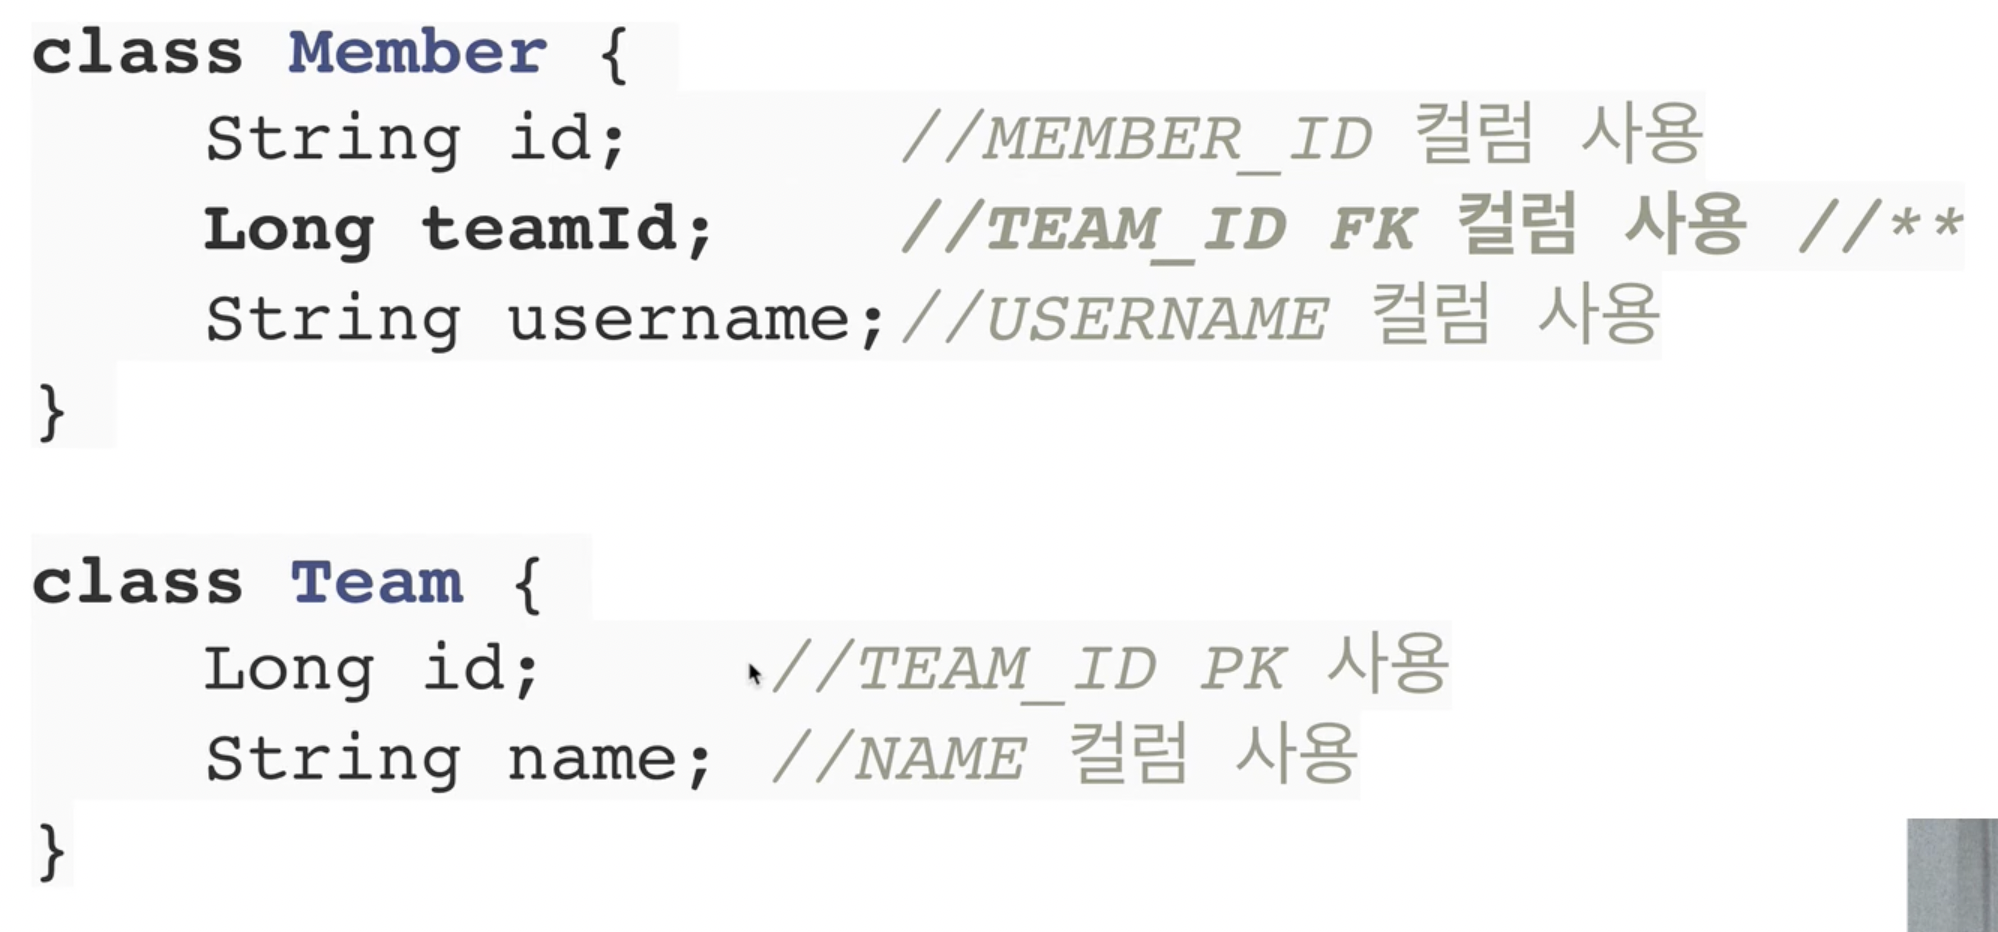 class Member {
String id; //MEMBER_ID 컬럼 사용
Long teamId; //TEAM_ID FK 컬럼 사용 //**
String username; //USERNAME 컬럼 사용
}
class Team {
Long id; //TEAM_ID PK 사용
String name; //NAME 컬럼 사용
}